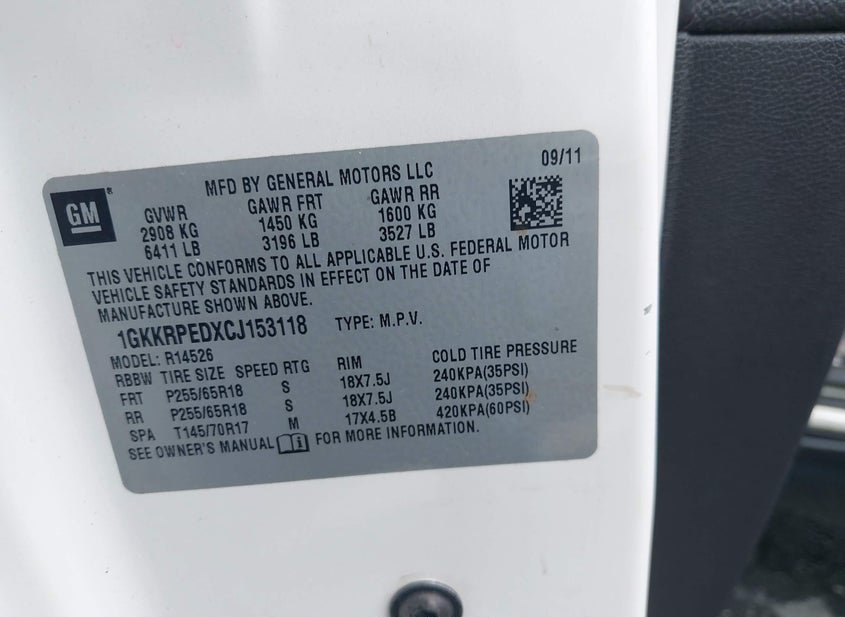 GM®
MFD BY GENERAL MOTORS LLC 09/11
GVWR GAWR FRT GAWR RR
2908 KG 1450 KG 1600 KG
6411 LB 3196 LB 3527 LB
THIS VEHICLE CONFORMS TO ALL APPLICABLE U.S. FEDERAL MOTOR
VEHICLE SAFETY STANDARDS IN EFFECT ON THE DATE OF
MANUFACTURE SHOWN ABOVE.
1GKKRPEDXCJ153118 TYPE: M.P.V.
MODEL: R14526
RBBW TIRE SIZE SPEED RTG RIM COLD TIRE PRESSURE
FRT P255/65R18 S 18X7.5J 240KPA(35PSI)
RR P255/65R18 S 18X7.5J 240KPA(35PSI)
SPA T145/70R17 M 17X4.5B 420KPA(60PSI)
SEE OWNER'S MANUAL i FOR MORE INFORMATION.